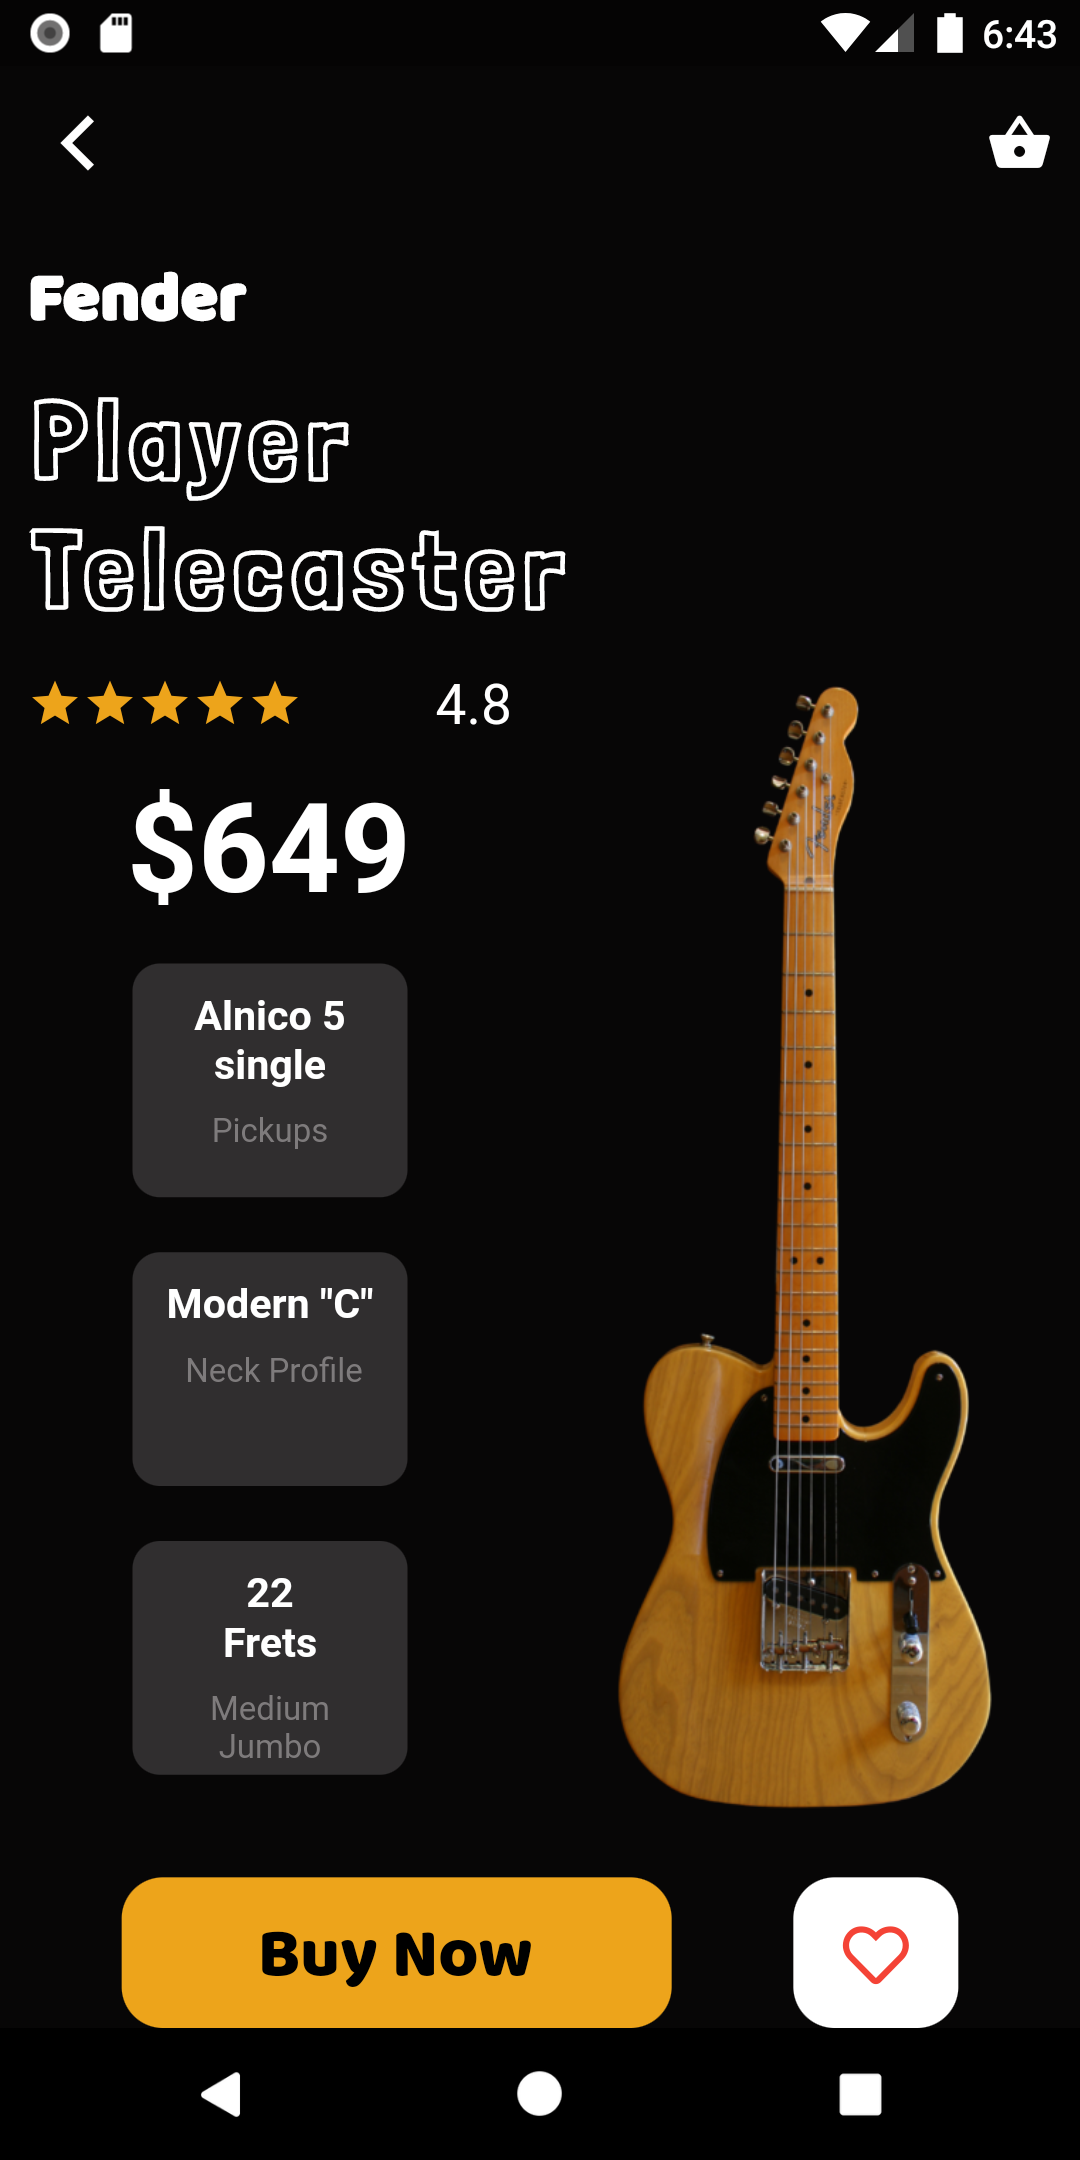 6:43
Fender
Player
Telecaster
4.8
$649
Alnico 5
single
Pickups
Modern "C"
Neck Profile
22
Frets
Medium
Jumbo
Fender
Buy Now